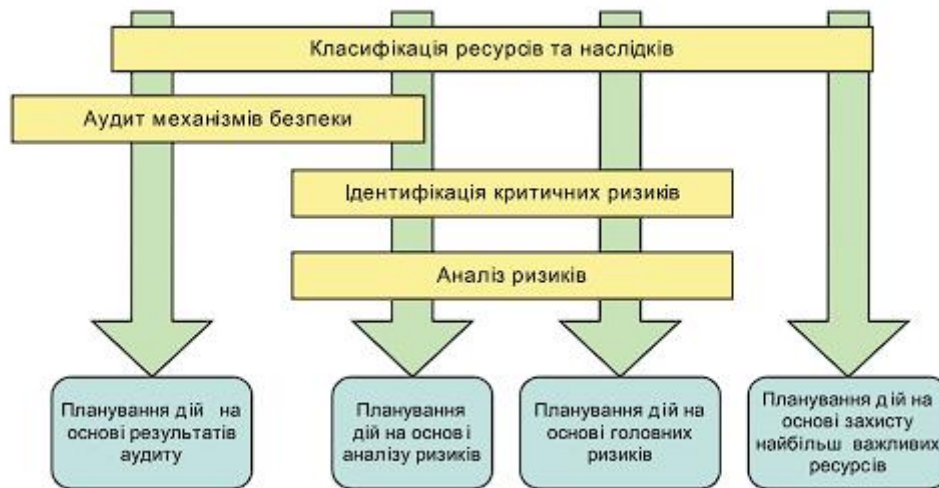 Класифікація ресурсів та наслідків
Аудит механізмів безпеки
Ідентифікація критичних ризиків
Аналіз ризиків
Планування дій на
основі результатів
аудиту
Планування
дій на основі
аналізу ризиків
Планування дій на
основі головних
ризиків
Планування дій на
основі захисту
найбільш важливих
ресурсів